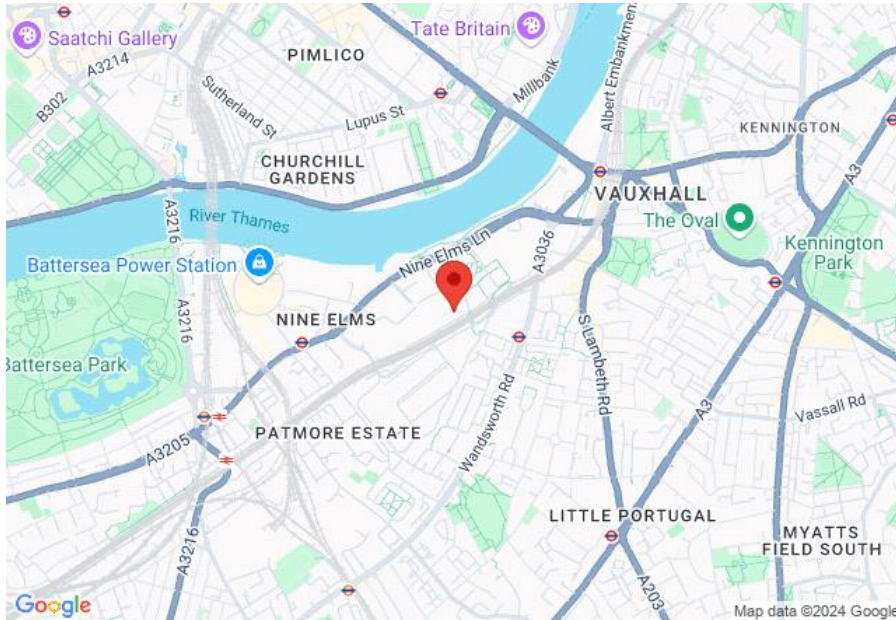 Saatchi Gallery
A3214
B302
PIMLICO
Sutherland St
Lupus St
Tate Britain
Millbank
Albert Embankment
KENNINGTON
A3
CHURCHILL
GARDENS
VAUXHALL
The Oval
Kennington
Park
A3216
River Thames
Battersea Power Station
Nine Elms Ln
A3036
A3216
NINE ELMS
Battersea Park
S Lambeth Rd
Wandsworth Rd
A3
Vassall Rd
PATMORE ESTATE
A3205
LITTLE PORTUGAL
MYATTS
FIELD SOUTH
A3216
A203
Google
Map data ©2024 Google